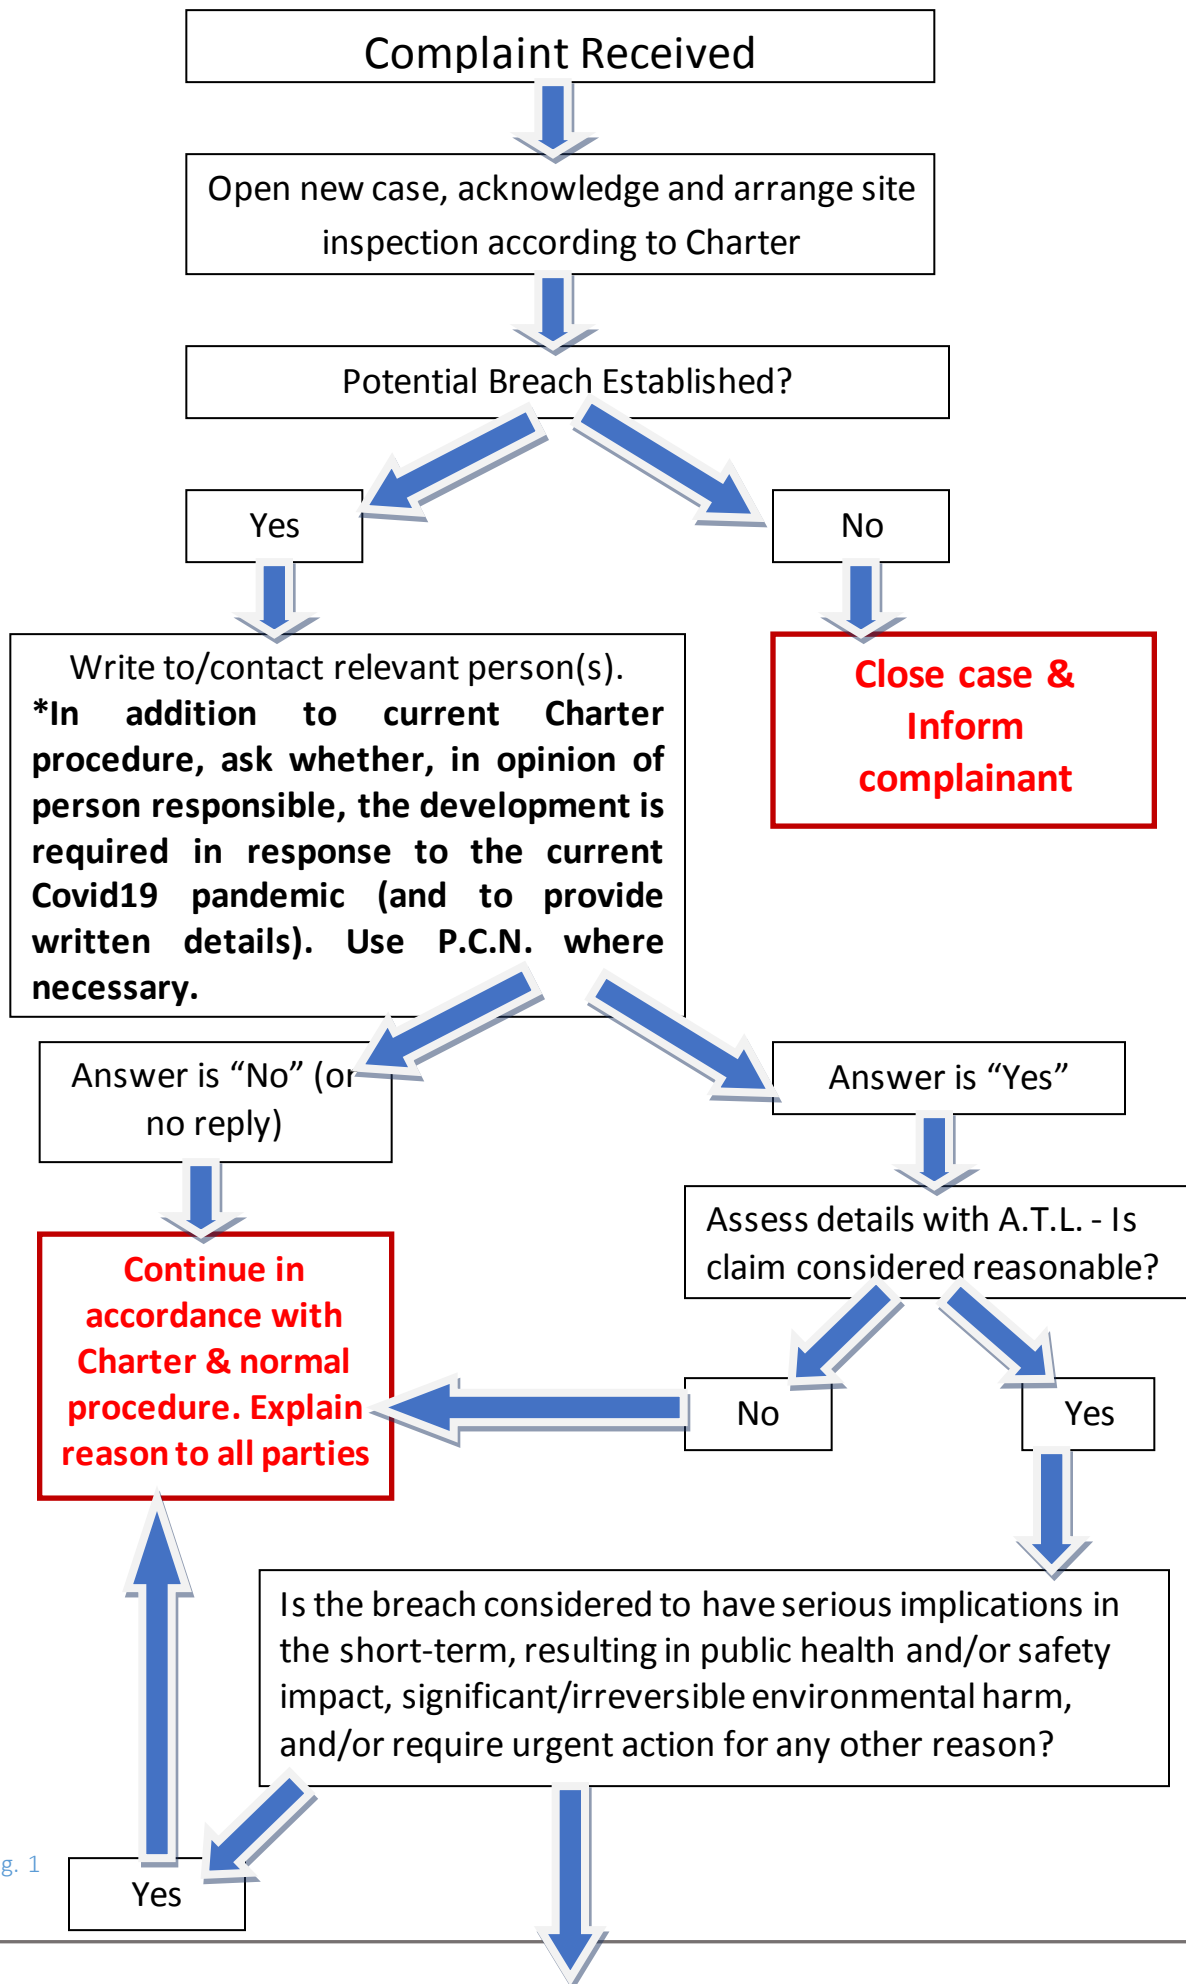 Complaint Received
Open new case, acknowledge and arrange site
inspection according to Charter
Potential Breach Established?
Yes
No
Write to/contact relevant person(s).
*In addition to current Charter
procedure, ask whether, in opinion of
person responsible, the development is
required in response to the current
Covid19 pandemic (and to provide
written details). Use P.C.N. where
necessary.
Close case &
Inform
complainant
Answer is “No” (or
no reply)
Answer is “Yes”
Assess details with A.T.L. - Is
claim considered reasonable?
Continue in
accordance with
Charter & normal
procedure. Explain
reason to all parties
No
Yes
Is the breach considered to have serious implications in
the short-term, resulting in public health and/or safety
impact, significant/irreversible environmental harm,
and/or require urgent action for any other reason?
g. 1
Yes